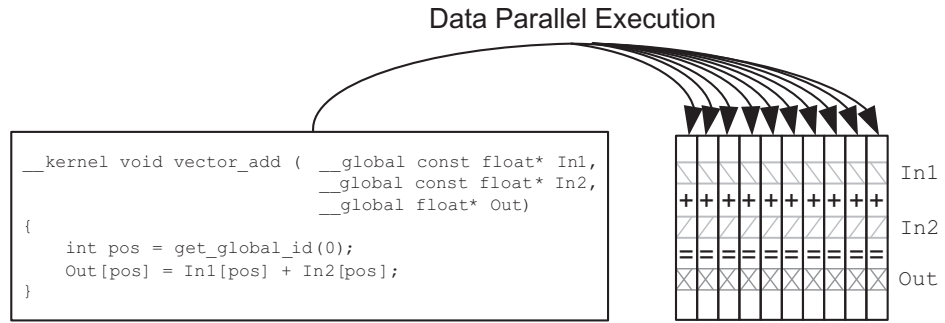 Data Parallel Execution
__kernel void vector_add ( __global const float* In1,
__global const float* In2,
__global float* Out)
{
int pos = get_global_id(0);
Out[pos] = In1[pos] + In2[pos];
}
In1
+ + + + + + + + + +
In2
= = = = = = = = = =
Out